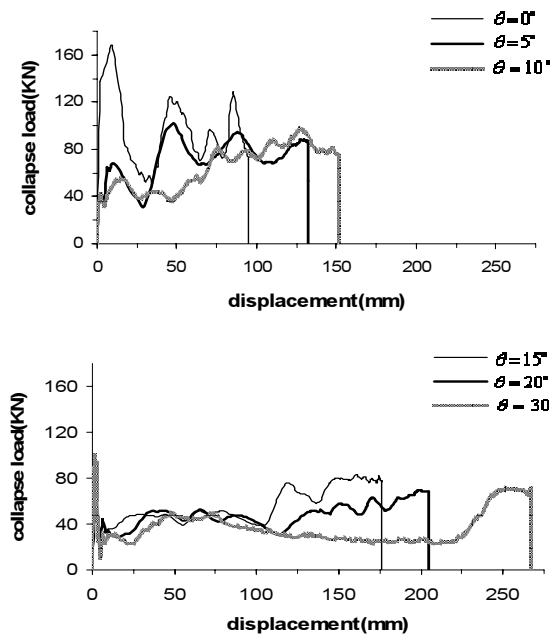 θ=0°
θ=5°
θ=10°
collapse load(KN)
160
120
80
40
0
0 50 100 150 200 250
displacement(mm)
θ=15°
θ=20°
θ=30
collapse load(KN)
160
120
80
40
0
0 50 100 150 200 250
displacement(mm)